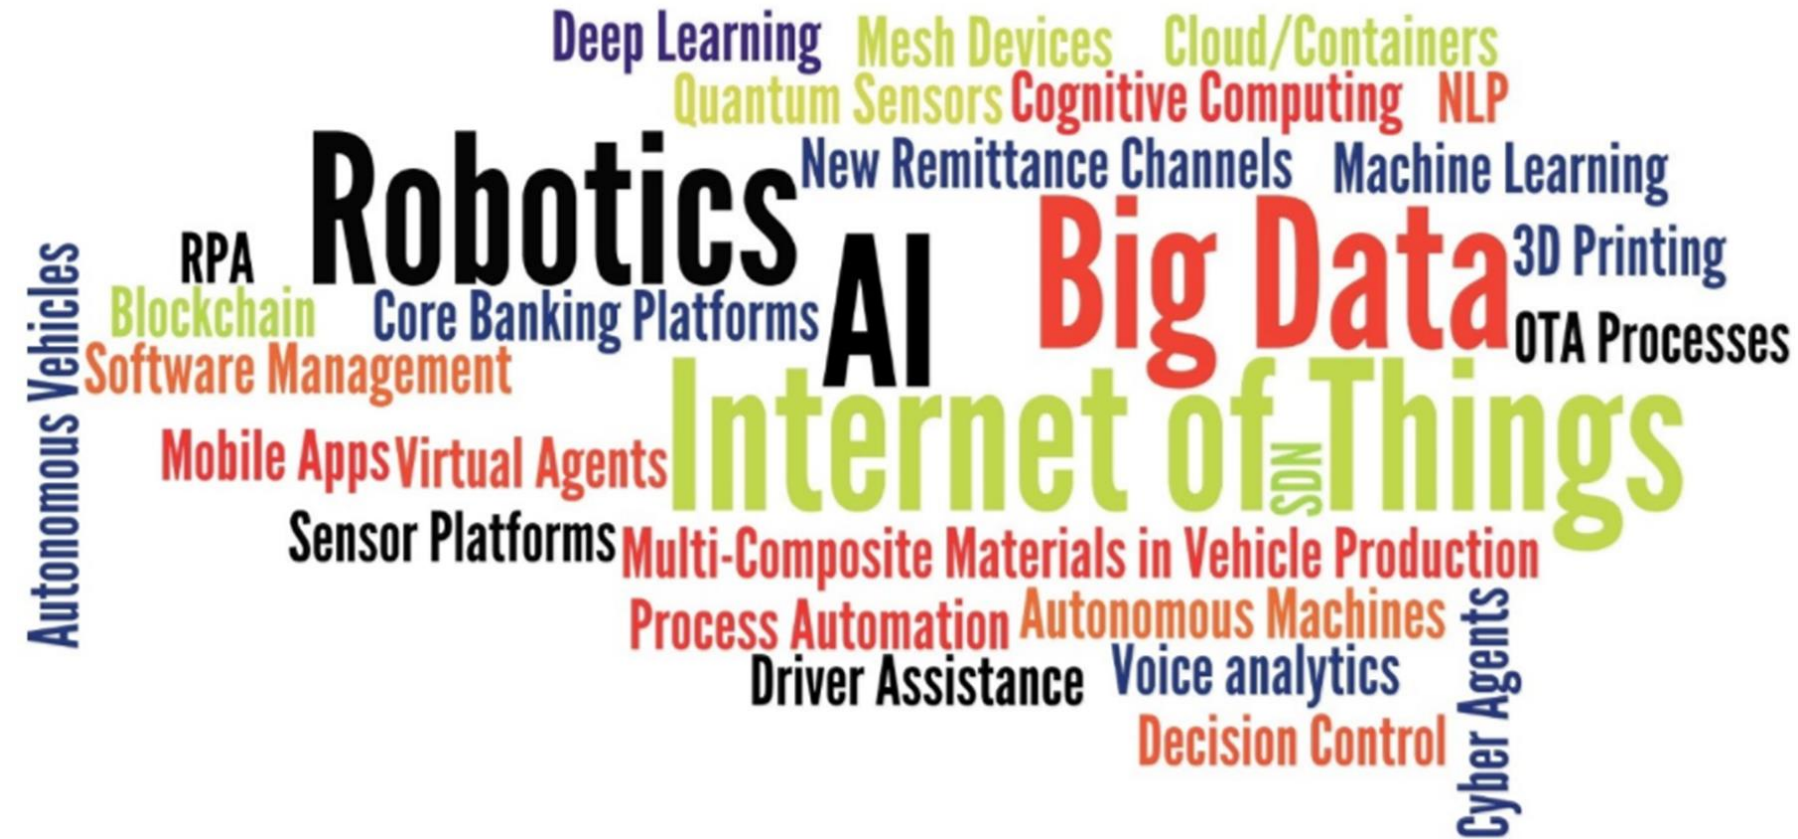 Deep Learning
Mesh Devices
Cloud/Containers
Quantum Sensors
Cognitive Computing
NLP
Robotics
New Remittance Channels
Machine Learning
RPA
AI
Big Data
3D Printing
Autonomous Vehicles
Blockchain
Core Banking Platforms
OTA Processes
Software Management
Internet of Things
SDN
Mobile Apps
Virtual Agents
Sensor Platforms
Multi-Composite Materials in Vehicle Production
Process Automation
Autonomous Machines
Driver Assistance
Voice analytics
Cyber Agents
Decision Control